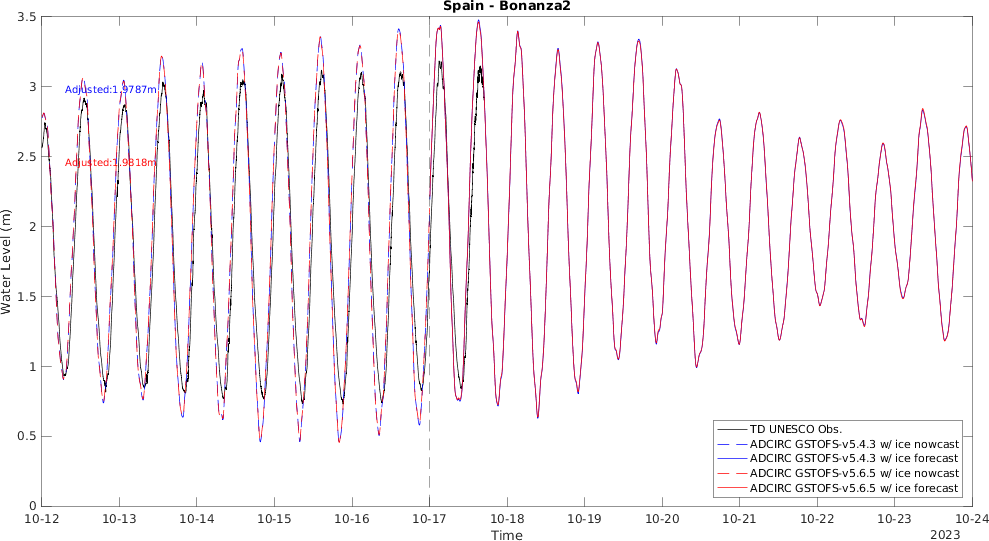 Spain - Bonanza2
Water Level (m)
3.5
3
2.5
2
1.5
1
0.5
0
Adjusted:1.9787m
Adjusted:1.9818m
TD UNESCO Obs.
ADCIRC GSTOFS-v5.4.3 w/ ice nowcast
ADCIRC GSTOFS-v5.4.3 w/ ice forecast
ADCIRC GSTOFS-v5.6.5 w/ ice nowcast
ADCIRC GSTOFS-v5.6.5 w/ ice forecast
10-12 10-13 10-14 10-15 10-16 10-17 10-18 10-19 10-20 10-21 10-22 10-23 10-24
Time
2023